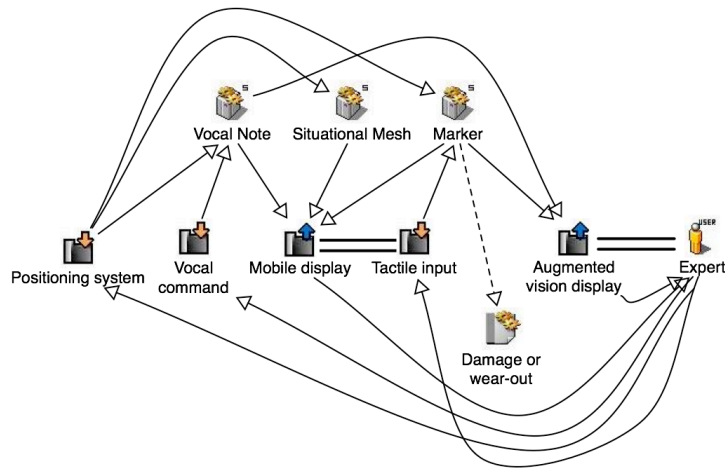 S
S
S
Vocal Note
Situational Mesh
Marker
USER
Positioning system
Vocal
command
Mobile display
Tactile input
Augmented
vision display
Expert
Damage or
wear-out